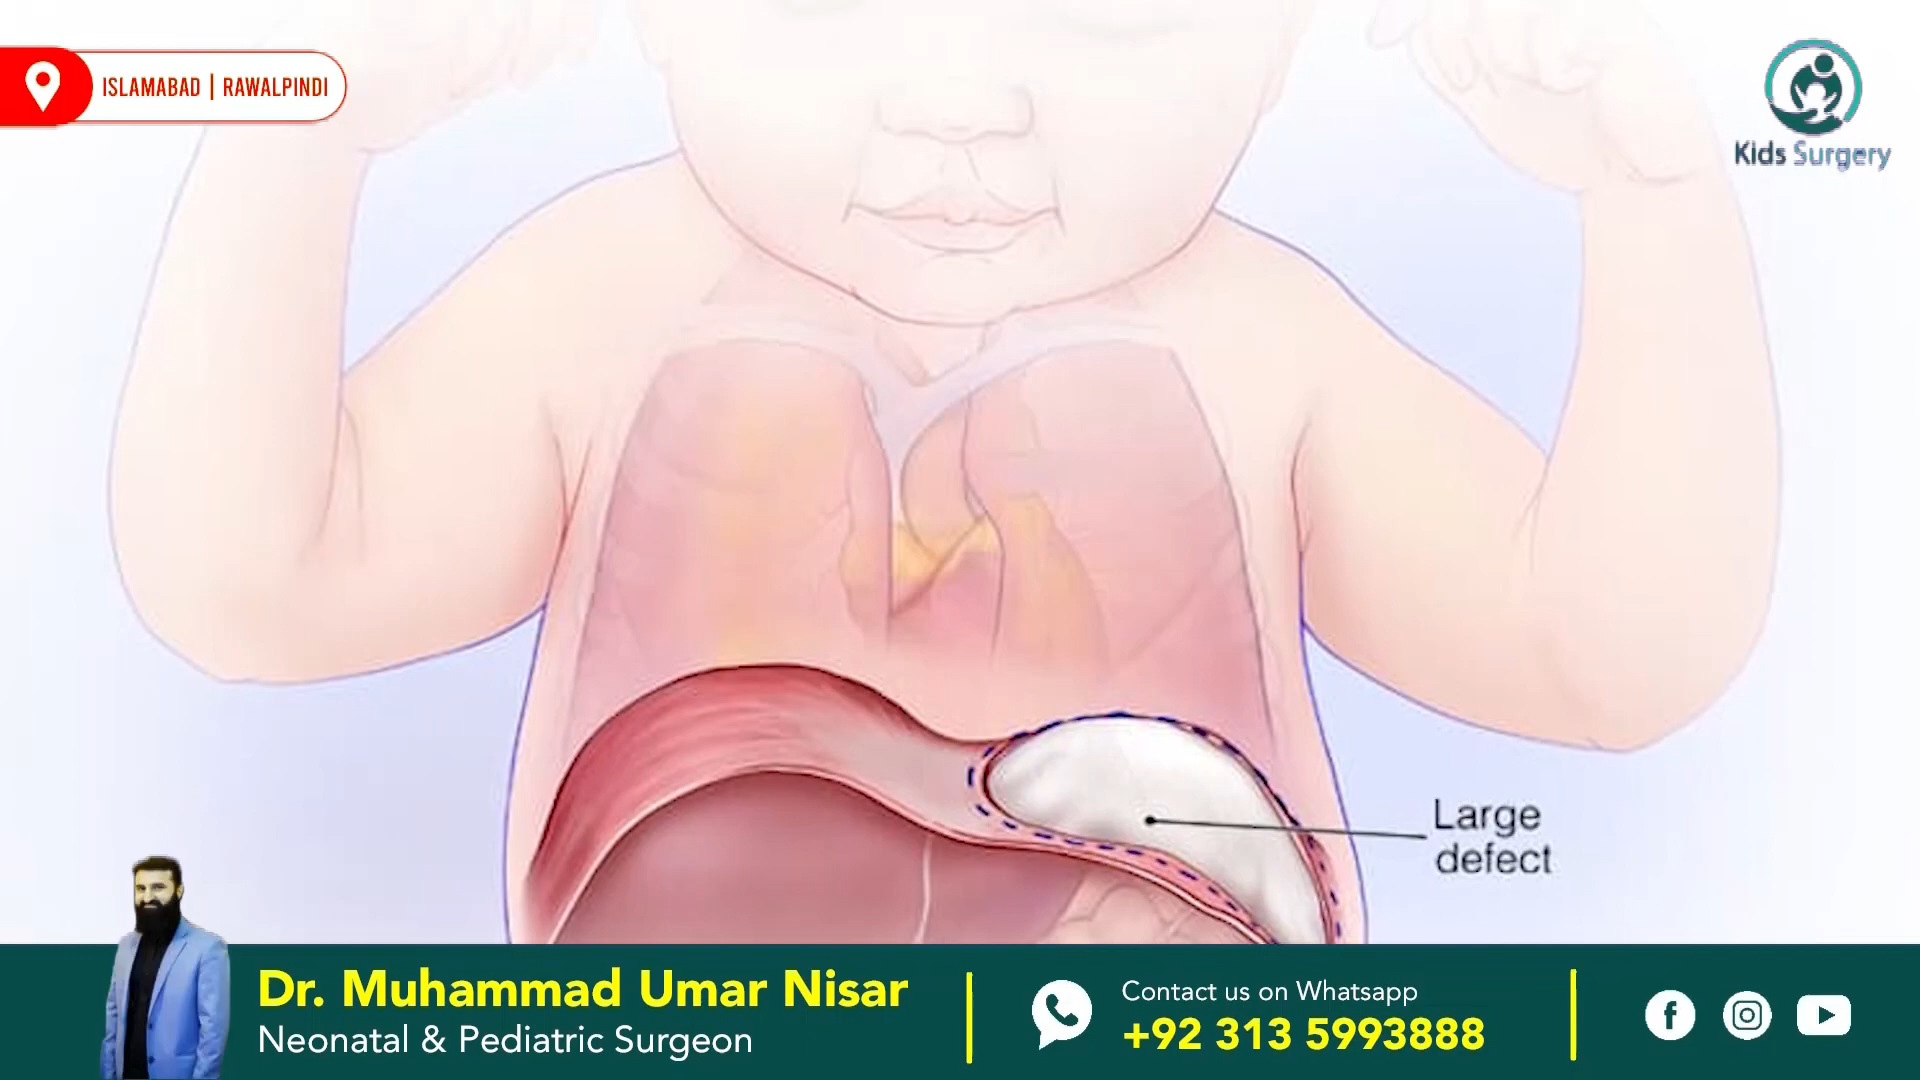 ISLAMABAD | RAWALPINDI
Kids Surgery
Large
defect
Dr. Muhammad Umar Nisar
Neonatal & Pediatric Surgeon
Contact us on Whatsapp
+92 313 5993888